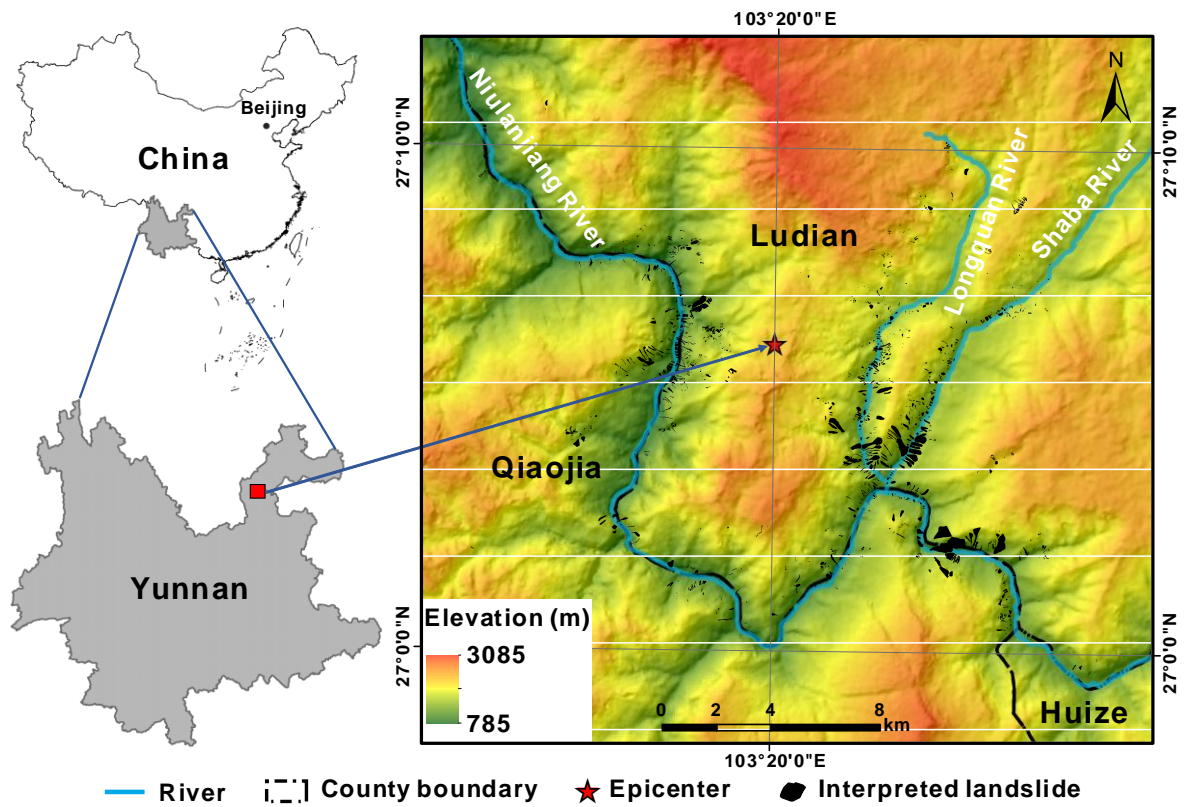 103°20'0"E
Beijing
China
N
27°10'0"N
27°10'0"N
Niulanjiang River
Longguan River
Shaba River
Ludian
Qiaojia
Yunnan
Elevation (m)
3085
785
27°0'0"N
27°0'0"N
0 2 4 8
km
Huize
103°20'0"E
River County boundary Epicenter Interpreted landslide